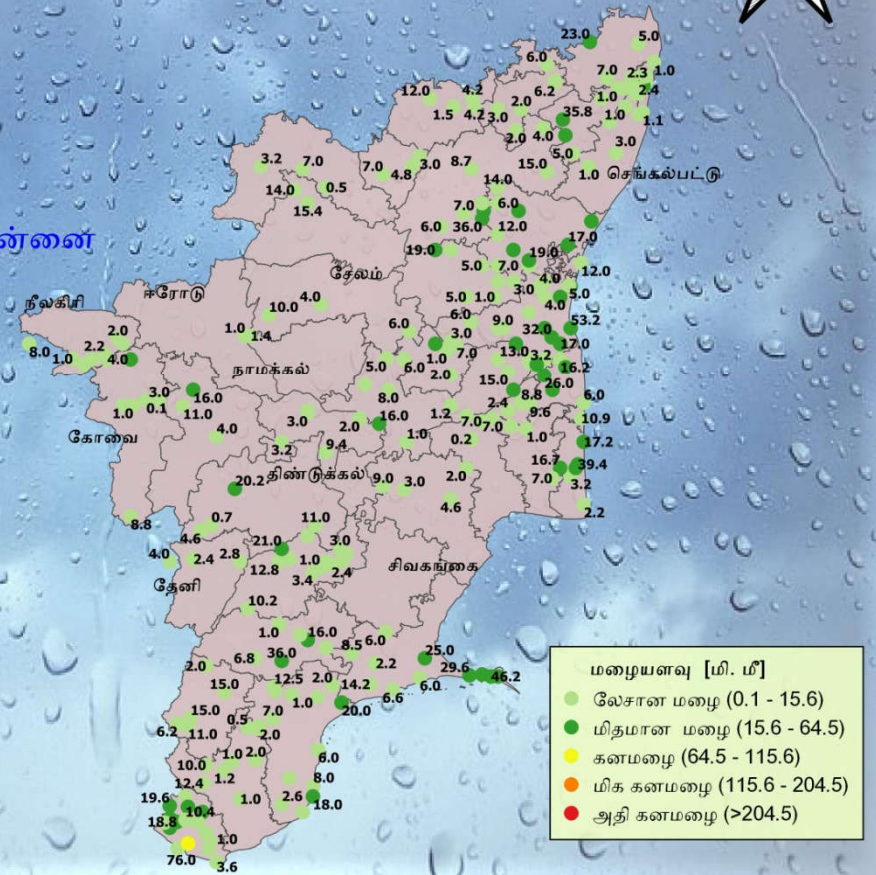 23.0 5.0
6.0
7.0 2.3 1.0
12.0 4.2 6.2 2.4
2.0 1.0
1.5 4.2 3.0 35.8 1.0 1.1
2.0 4.0
3.0
5.0
3.2 7.0 7.0 4.8 3.0 8.7 15.0
1.0 செங்கல்பட்டு
14.0 0.5 14.0
15.4 7.0 6.0
6.0 36.0 12.0
ன்னை 17.0
19.0 19.0
5.0 7.0 12.0
சேலம் 4.0
நீலகிரி ஈரோடு 3.0
10.0 4.0 5.0 1.0 5.0
4.0
6.0 9.0 53.2
2.0 1.0 1.4 6.0 3.0 32.0
2.2 17.0
8.0 1.0 4.0 1.0 7.0 13.0 3.2
நாமக்கல் 5.0 6.0 2.0 16.2
15.0 26.0
3.0 16.0 8.0 8.8 6.0
1.0 0.1 11.0 2.4
3.0 16.0 1.2 9.6 10.9
4.0 2.0 7.0 7.0
கோவை 1.0 0.2 1.0 17.2
3.2 9.4
16.7 39.4
20.2 திண்டுக்கல் 9.0 3.0 2.0 7.0 3.2
4.6 2.2
8.8 0.7 11.0
4.6 21.0 3.0
4.0 2.4 2.8 1.0 சிவகங்கை
12.8 2.4
தேனி 3.4
10.2
1.0 16.0 6.0
8.5
6.8 36.0 25.0
2.0 2.2 29.6
12.5 2.0 46.2
15.0 14.2 6.0
1.0 6.6
15.0 7.0 20.0
0.5
6.2 11.0 2.0
1.0 2.0 6.0
10.0
12.4 1.2 8.0
19.6 1.0 2.6 18.0
10.4
18.8
1.0
76.0 3.6
மழையளவு [மி. மீ]
லேசான மழை (0.1 - 15.6)
மிதமான மழை (15.6 - 64.5)
கனமழை (64.5 - 115.6)
மிக கனமழை (115.6 - 204.5)
அதி கனமழை (>204.5)